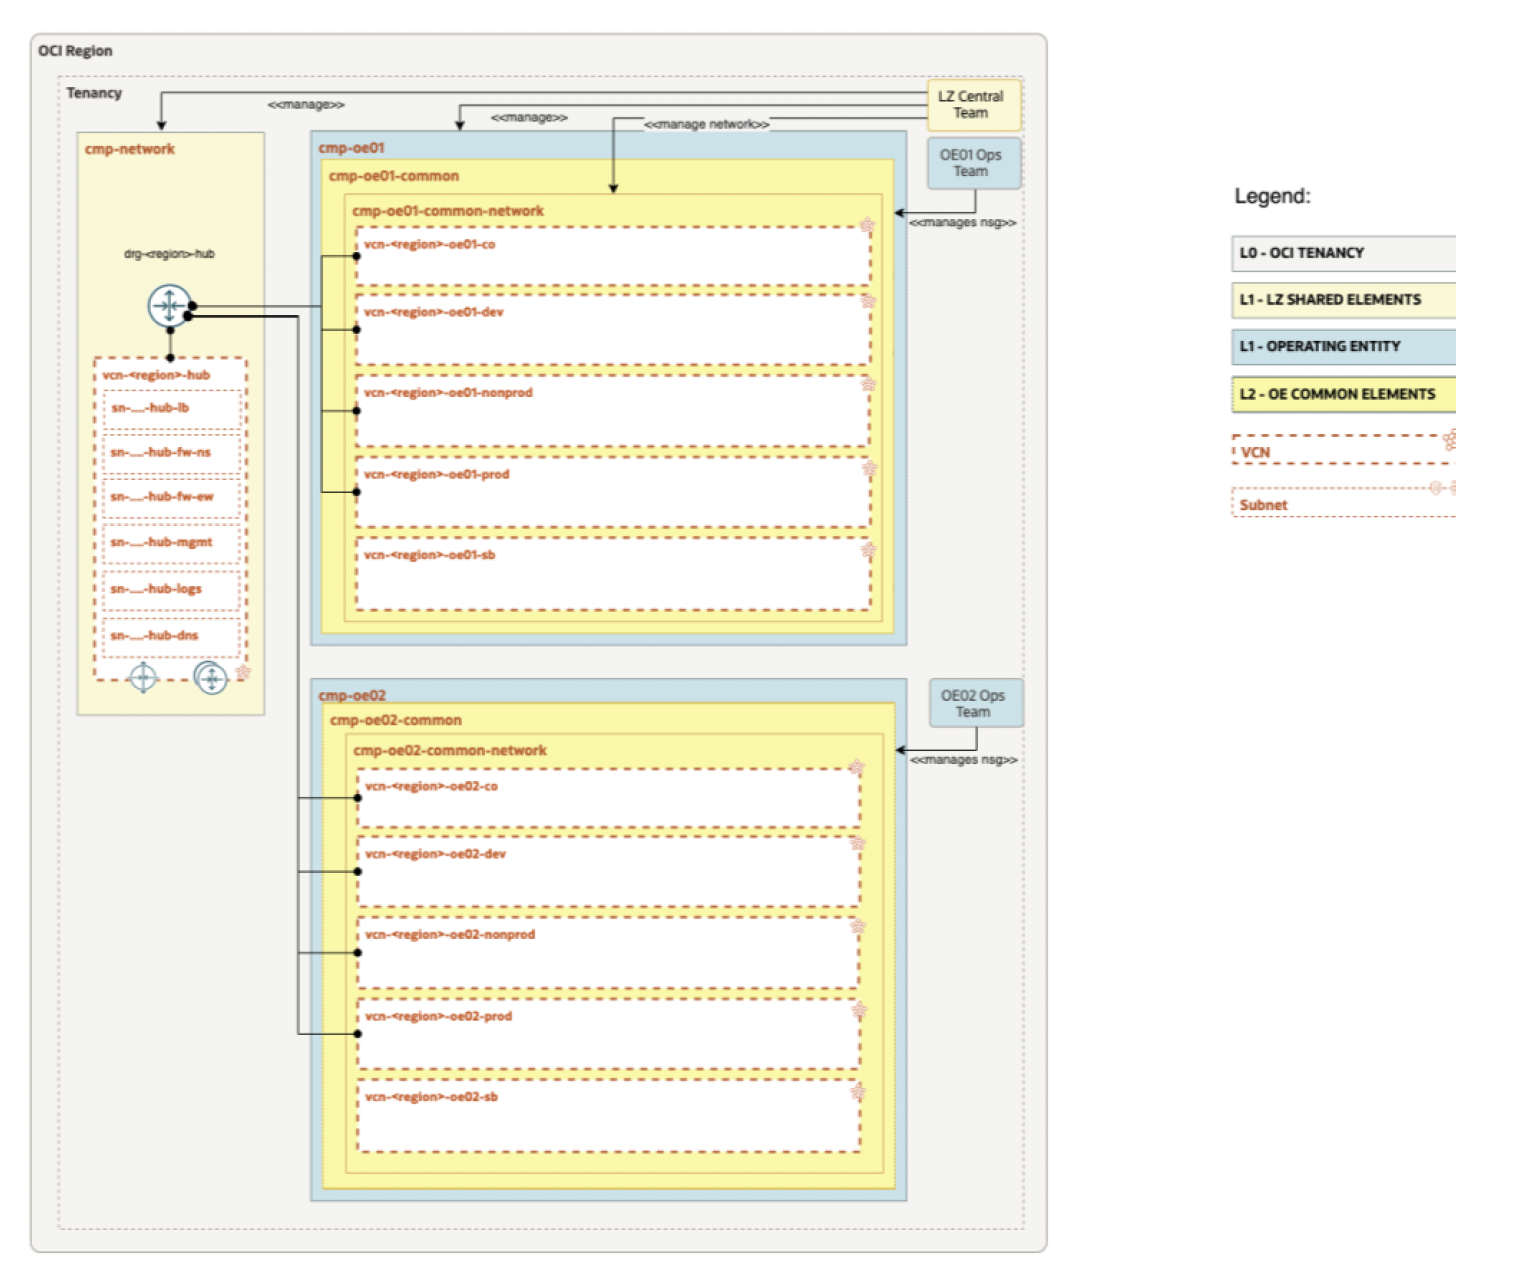 OCI Region
Tenancy
<<manage>>
<<manage>>
<<manage network>>
LZ Central
Team
OE01 Ops
Team
<<manages nsg>>
cmp-network
drg-<region>-hub
vcn-<region>-hub
sn-....-hub-lb
sn-....-hub-fw-ns
sn-....-hub-fw-ew
sn-....-hub-mgmt
sn-....-hub-logs
sn-....-hub-dns
cmp-oe01
cmp-oe01-common
cmp-oe01-common-network
vcn-<region>-oe01-co
vcn-<region>-oe01-dev
vcn-<region>-oe01-nonprod
vcn-<region>-oe01-prod
vcn-<region>-oe01-sb
cmp-oe02
cmp-oe02-common
cmp-oe02-common-network
vcn-<region>-oe02-co
vcn-<region>-oe02-dev
vcn-<region>-oe02-nonprod
vcn-<region>-oe02-prod
vcn-<region>-oe02-sb
OE02 Ops
Team
<<manages nsg>>
Legend:
L0 - OCI TENANCY
L1 - LZ SHARED ELEMENTS
L1 - OPERATING ENTITY
L2 - OE COMMON ELEMENTS
VCN
Subnet